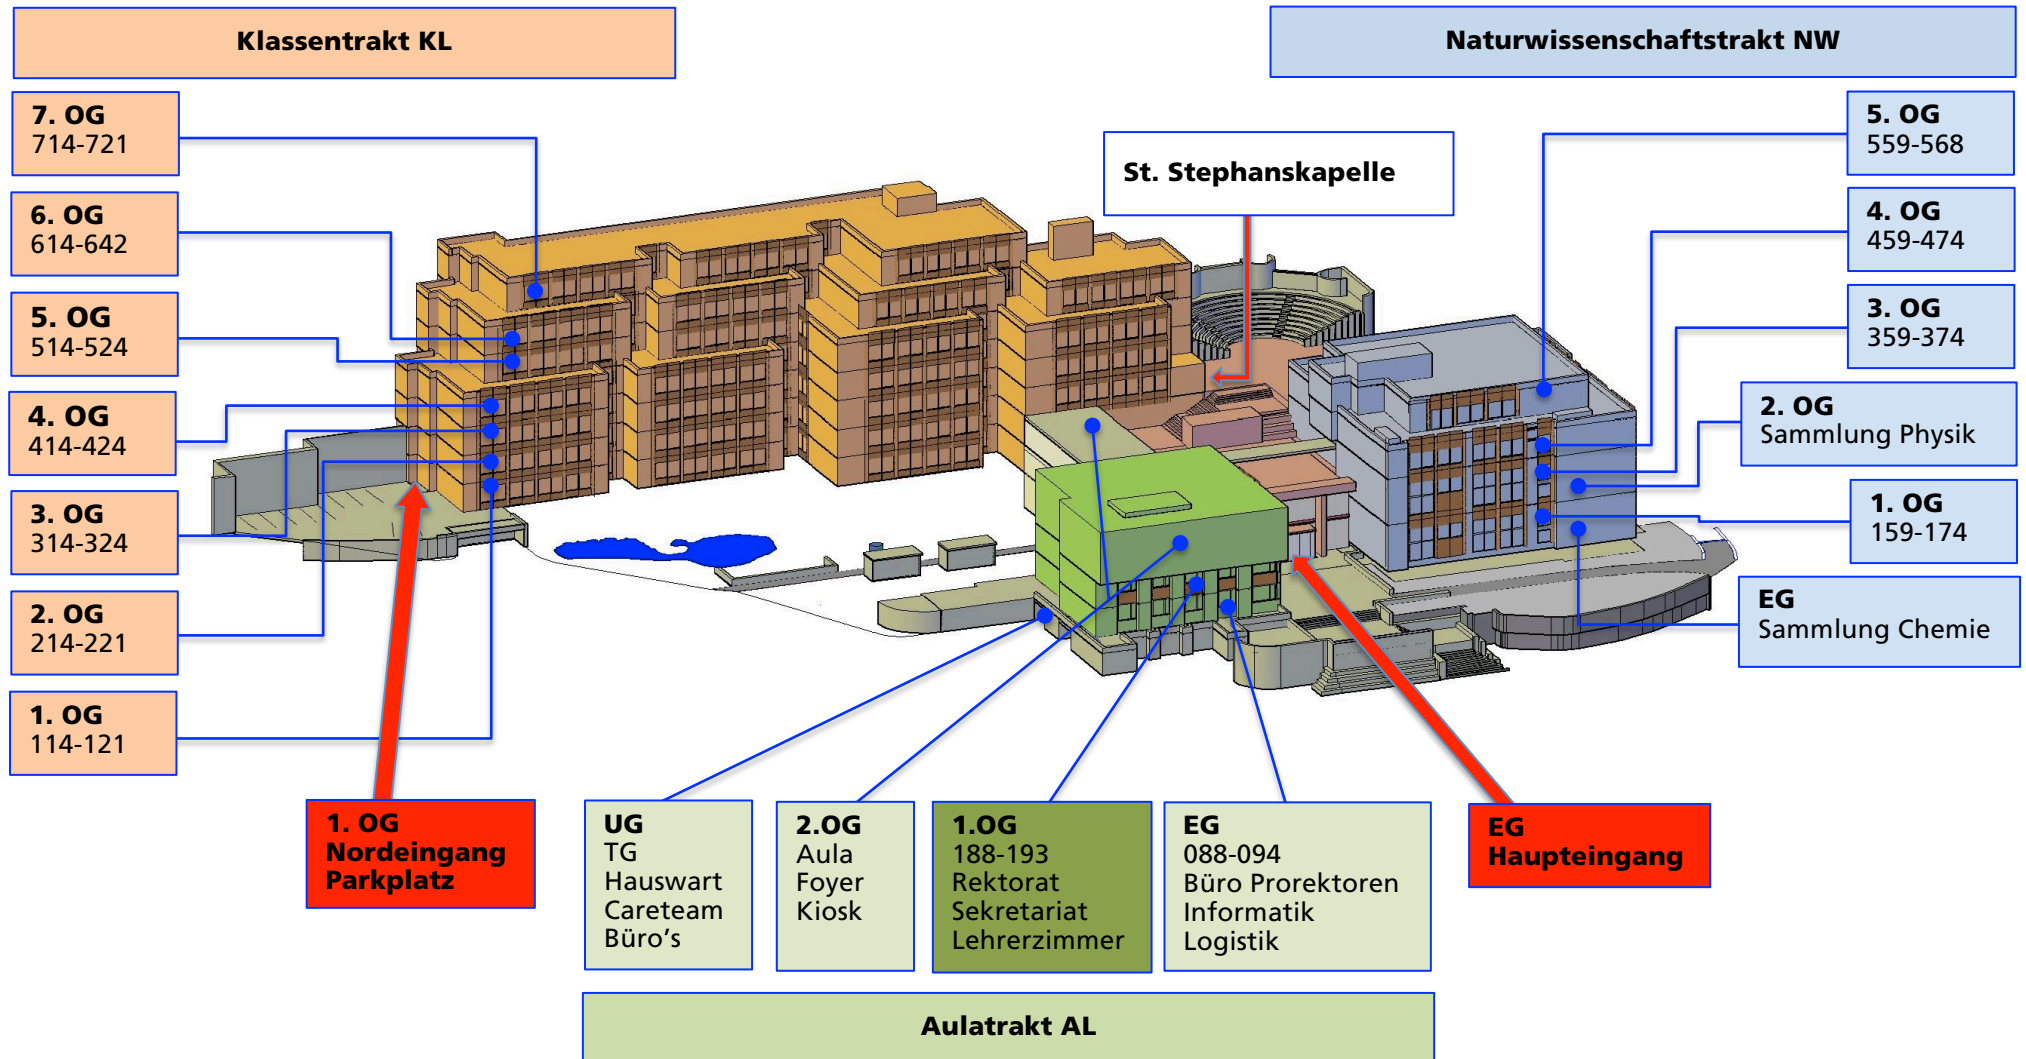 Klassentrakt KL
Naturwissenschaftstrakt NW
7. OG
714-721
6. OG
614-642
5. OG
514-524
4. OG
414-424
3. OG
314-324
2. OG
214-221
1. OG
114-121
St. Stephanskapelle
5. OG
559-568
4. OG
459-474
3. OG
359-374
2. OG
Sammlung Physik
1. OG
159-174
EG
Sammlung Chemie
1. OG
Nordeingang
Parkplatz
UG
TG
Hauswart
Careteam
Büro’s
2.OG
Aula
Foyer
Kiosk
1.OG
188-193
Rektorat
Sekretariat
Lehrerzimmer
EG
088-094
Büro Prorektoren
Informatik
Logistik
EG
Haupteingang
Aulatrakt AL